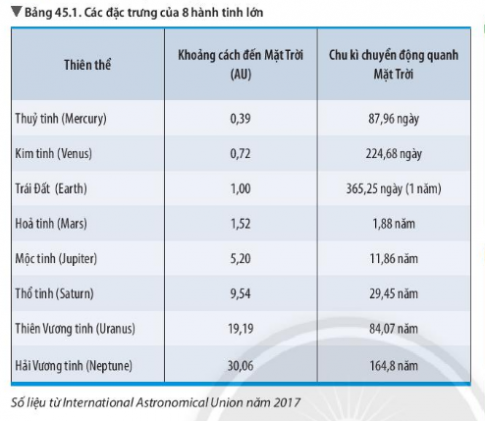 ▼ Bảng 45.1. Các đặc trưng của 8 hành tinh lớn
Thiên thể
Khoảng cách đến Mặt Trời
(AU)
Chu kì chuyển động quanh
Mặt Trời
Thuỷ tinh (Mercury) 0,39 87,96 ngày
Kim tinh (Venus) 0,72 224,68 ngày
Trái Đất (Earth) 1,00 365,25 ngày (1 năm)
Hoả tinh (Mars) 1,52 1,88 năm
Mộc tinh (Jupiter) 5,20 11,86 năm
Thổ tinh (Saturn) 9,54 29,45 năm
Thiên Vương tinh (Uranus) 19,19 84,07 năm
Hải Vương tinh (Neptune) 30,06 164,8 năm
Số liệu từ International Astronomical Union năm 2017